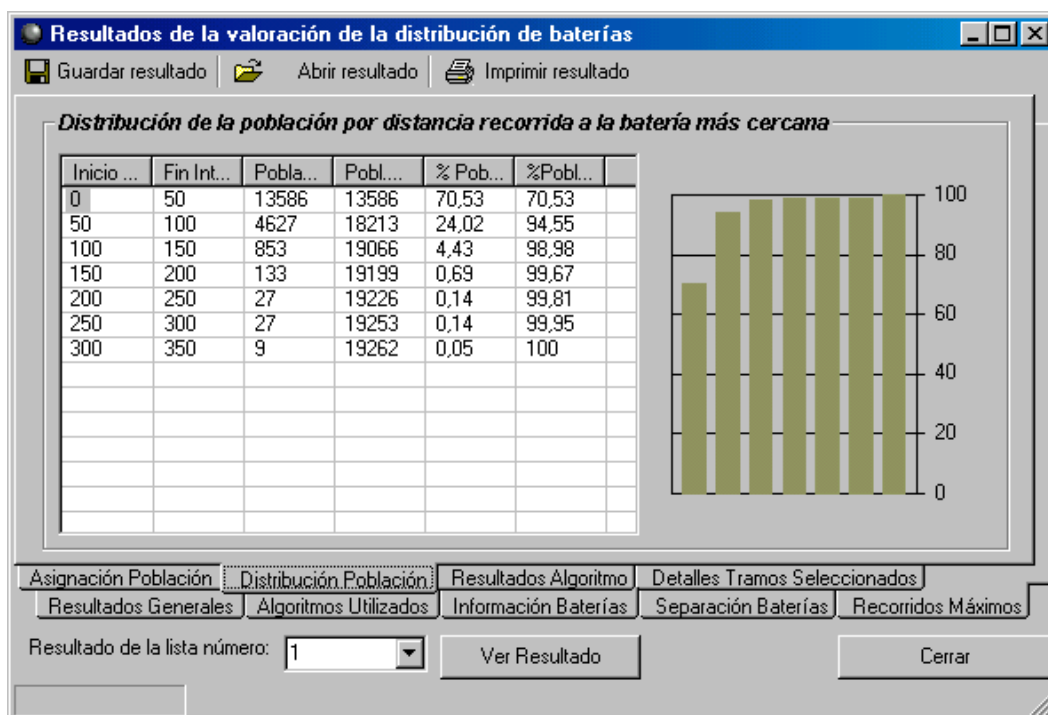 Resultados de la valoración de la distribución de baterías
Guardar resultado Abrir resultado Imprimir resultado
Distribución de la población por distancia recorrida a la batería más cercana
Inicio ... Fin Int... Pobla... Pobl.... % Pob... %Pobl...
0 50 13586 13586 70,53 70,53
50 100 4627 18213 24,02 94,55
100 150 853 19066 4,43 98,98
150 200 133 19199 0,69 99,67
200 250 27 19226 0,14 99,81
250 300 27 19253 0,14 99,95
300 350 9 19262 0,05 100
100
80
60
40
20
0
Asignación Población Distribución Población Resultados Algoritmo Detalles Tramos Seleccionados
Resultados Generales Algoritmos Utilizados Información Baterías Separación Baterías Recorridos Máximos
Resultado de la lista número: 1 Ver Resultado Cerrar